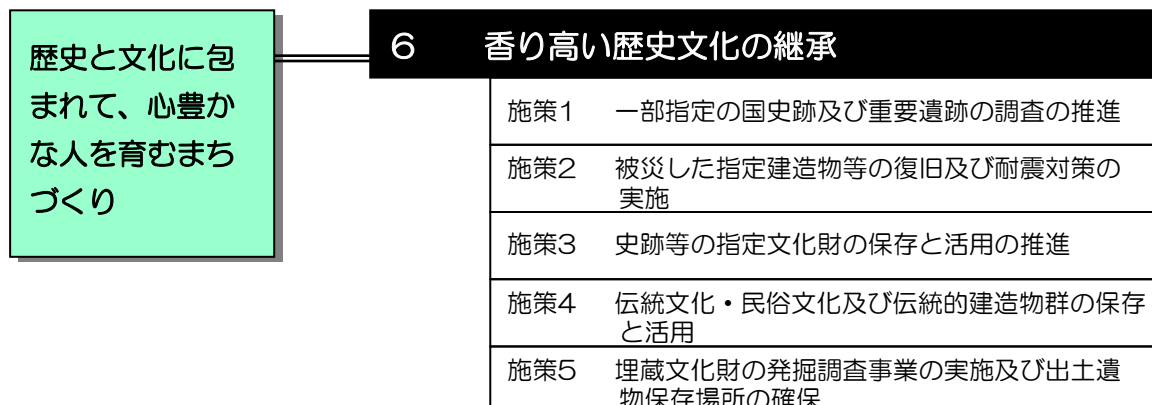 歴史と文化に包
まれて、心豊か
な人を育むまち
づくり
6 香り高い歴史文化の継承
施策1 一部指定の国史跡及び重要遺跡の調査の推進
施策2 被災した指定建造物等の復旧及び耐震対策の
実施
施策3 史跡等の指定文化財の保存と活用の推進
施策4 伝統文化・民俗文化及び伝統的建造物群の保存
と活用
施策5 埋蔵文化財の発掘調査事業の実施及び出土遺
物保存場所の確保